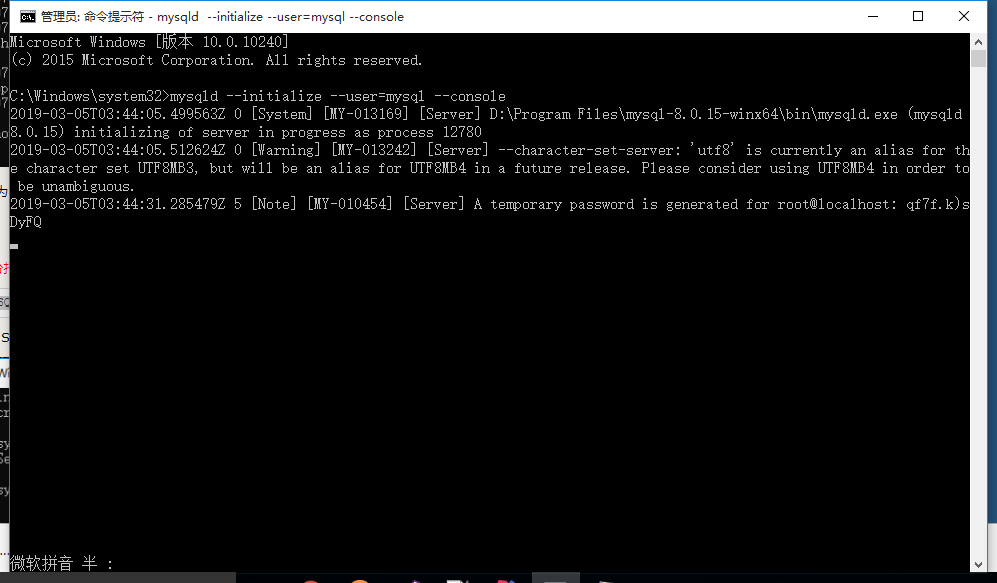 管理员: 命令提示符 - mysqld  --initialize --user=mysql --console
Microsoft Windows [版本 10.0.10240]
(c) 2015 Microsoft Corporation. All rights reserved.
C:\Windows\system32>mysqld --initialize --user=mysql --console
2019-03-05T03:44:05.499563Z 0 [System] [MY-013169] [Server] D:\Program Files\mysql-8.0.15-winx64\bin\mysqld.exe (mysqld
8.0.15) initializing of server in progress as process 12780
2019-03-05T03:44:05.512624Z 0 [Warning] [MY-013242] [Server] --character-set-server: 'utf8' is currently an alias for th
e character set UTF8MB3, but will be an alias for UTF8MB4 in a future release. Please consider using UTF8MB4 in order to
 be unambiguous.
2019-03-05T03:44:31.285479Z 5 [Note] [MY-010454] [Server] A temporary password is generated for root@localhost: qf7f.k)s
DyFQ
微软拼音 半 :